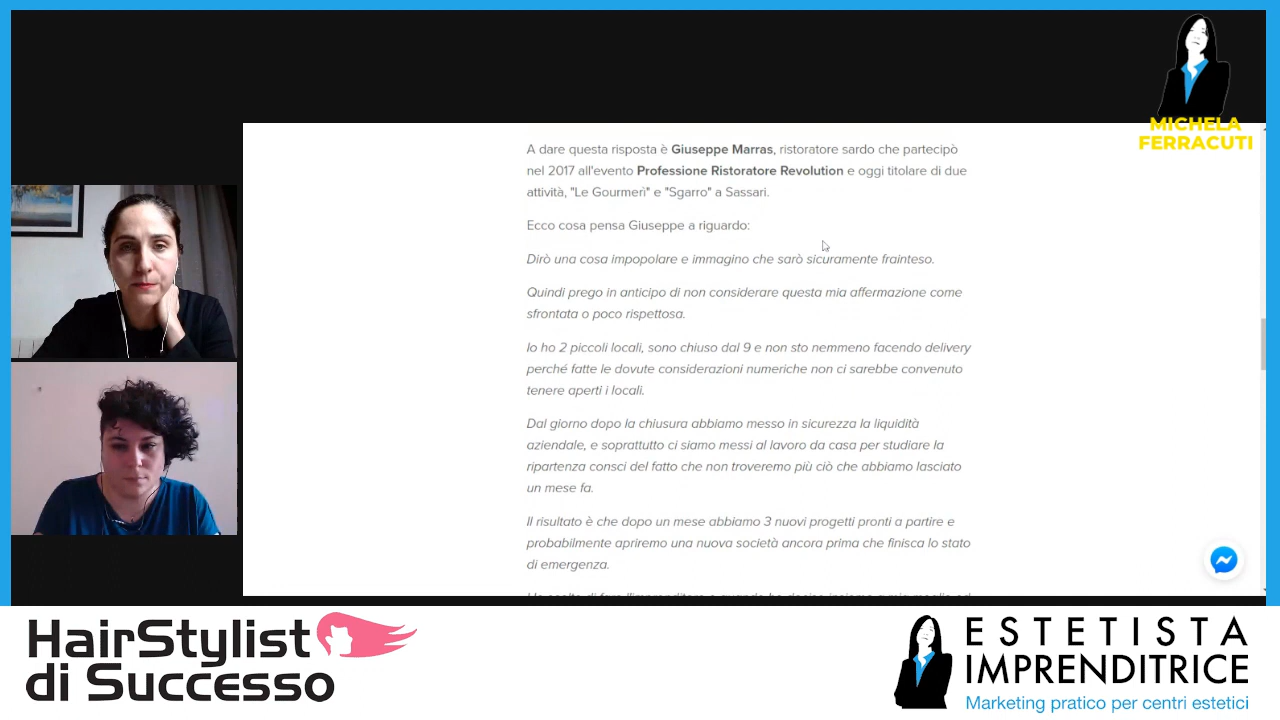 MICHELA
FERRACUTI
A dare questa risposta è Giuseppe Marras, ristoratore sardo che partecipò
nel 2017 all'evento Professione Ristoratore Revolution e oggi titolare di due
attività, "Le Gourmerì" e "Sgarro" a Sassari.
Ecco cosa pensa Giuseppe a riguardo:
Dirò una cosa impopolare e immagino che sarò sicuramente frainteso.
Quindi prego in anticipo di non considerare questa mia affermazione come
sfrontata o poco rispettosa.
Io ho 2 piccoli locali, sono chiuso dal 9 e non sto nemmeno facendo delivery
perché fatte le dovute considerazioni numeriche non ci sarebbe convenuto
tenere aperti i locali.
Dal giorno dopo la chiusura abbiamo messo in sicurezza la liquidità
aziendale, e soprattutto ci siamo messi al lavoro da casa per studiare la
ripartenza consci del fatto che non troveremo più ciò che abbiamo lasciato
un mese fa.
Il risultato è che dopo un mese abbiamo 3 nuovi progetti pronti a partire e
probabilmente apriremo una nuova società ancora prima che finisca lo stato
di emergenza.
HairStylist
di Successo
ESTETISTA
IMPRENDITRICE
Marketing pratico per centri estetici